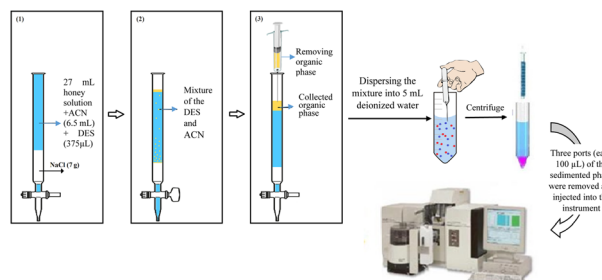 (1)
27 mL
honey
solution
+ACN
(6.5 mL)
+ DES
(375µL)
NaCl (7 g)
(2)
Mixture
of the
DES
and
ACN
(3)
Removing
organic
phase
Collected
organic
phase
Dispersing the
mixture into 5 mL
deionized water
Centrifuge
Three ports (ea
100 µL) of th
sedimented pha
were removed
injected into t
instrument